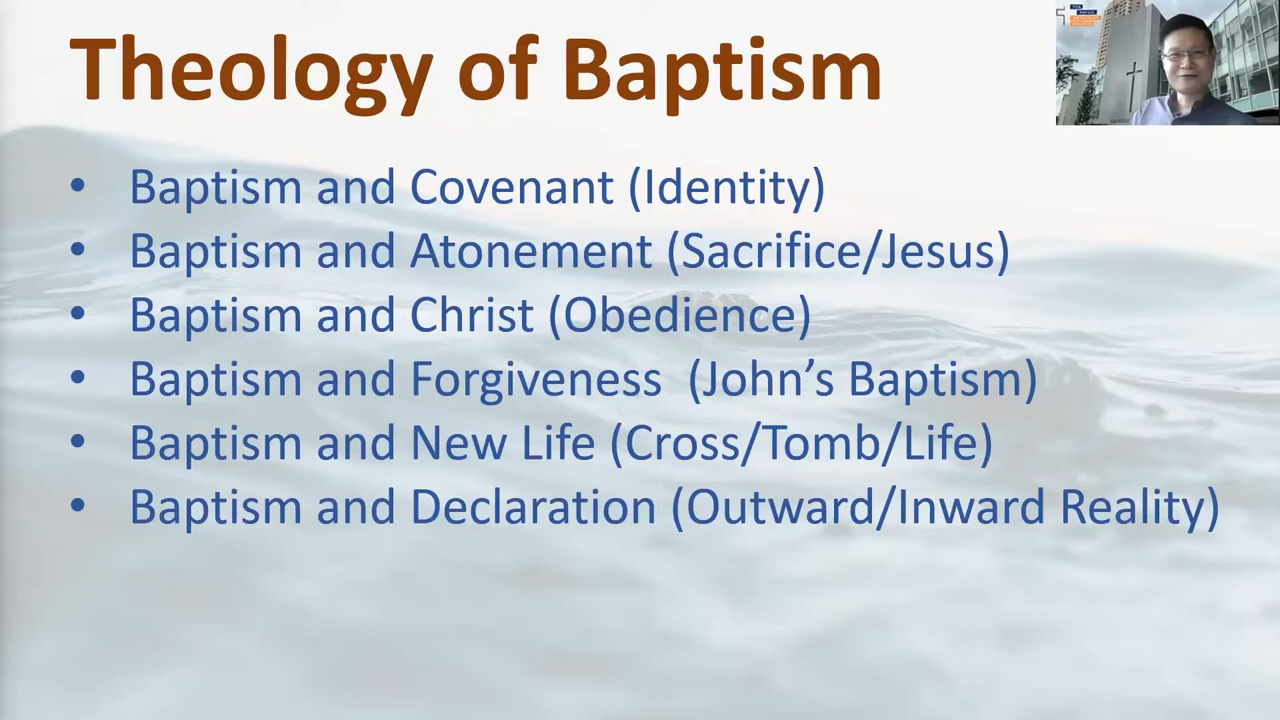 Theology of Baptism
• Baptism and Covenant (Identity)
• Baptism and Atonement (Sacrifice/Jesus)
• Baptism and Christ (Obedience)
• Baptism and Forgiveness  (John’s Baptism)
• Baptism and New Life (Cross/Tomb/Life)
• Baptism and Declaration (Outward/Inward Reality)